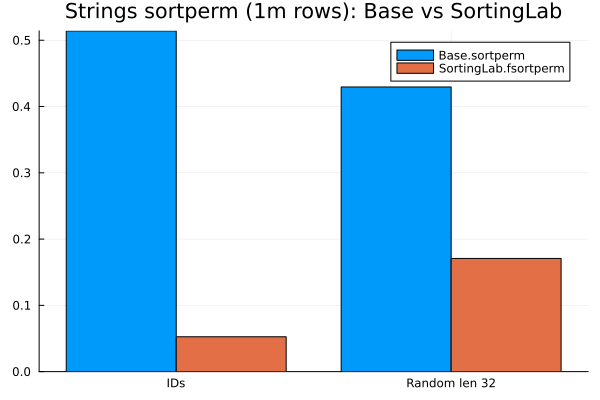 Strings sortperm (1m rows): Base vs SortingLab
0.5
0.4
0.3
0.2
0.1
0.0
Base.sortperm
SortingLab.fsortperm
IDs
Random len 32